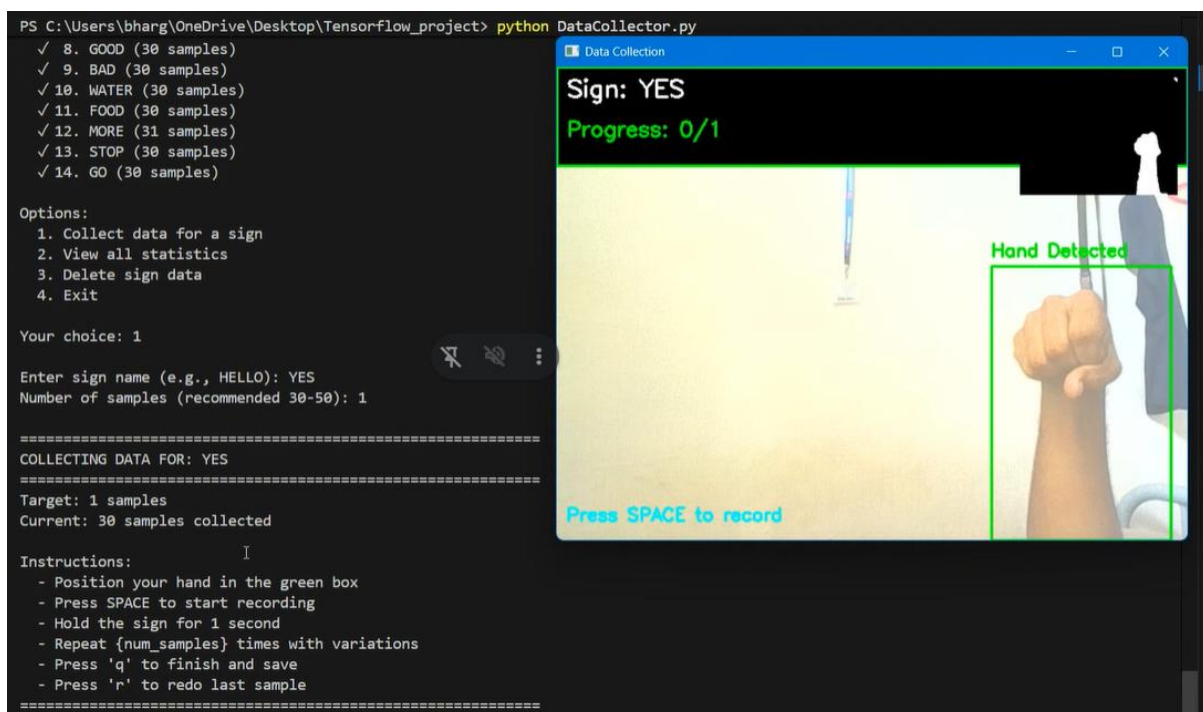 PS C:\Users\bharg\OneDrive\Desktop\Tensorflow_project> python DataCollector.py
✓ 8. GOOD (30 samples)
✓ 9. BAD (30 samples)
✓ 10. WATER (30 samples)
✓ 11. FOOD (30 samples)
✓ 12. MORE (31 samples)
✓ 13. STOP (30 samples)
✓ 14. GO (30 samples)
Options:
1. Collect data for a sign
2. View all statistics
3. Delete sign data
4. Exit
Your choice: 1
Enter sign name (e.g., HELLO): YES
Number of samples (recommended 30-50): 1
============================================================
COLLECTING DATA FOR: YES
============================================================
Target: 1 samples
Current: 30 samples collected
Instructions:
- Position your hand in the green box
- Press SPACE to start recording
- Hold the sign for 1 second
- Repeat {num_samples} times with variations
- Press 'q' to finish and save
- Press 'r' to redo last sample
============================================================
Data Collection
Sign: YES
Progress: 0/1
Hand Detected
Press SPACE to record